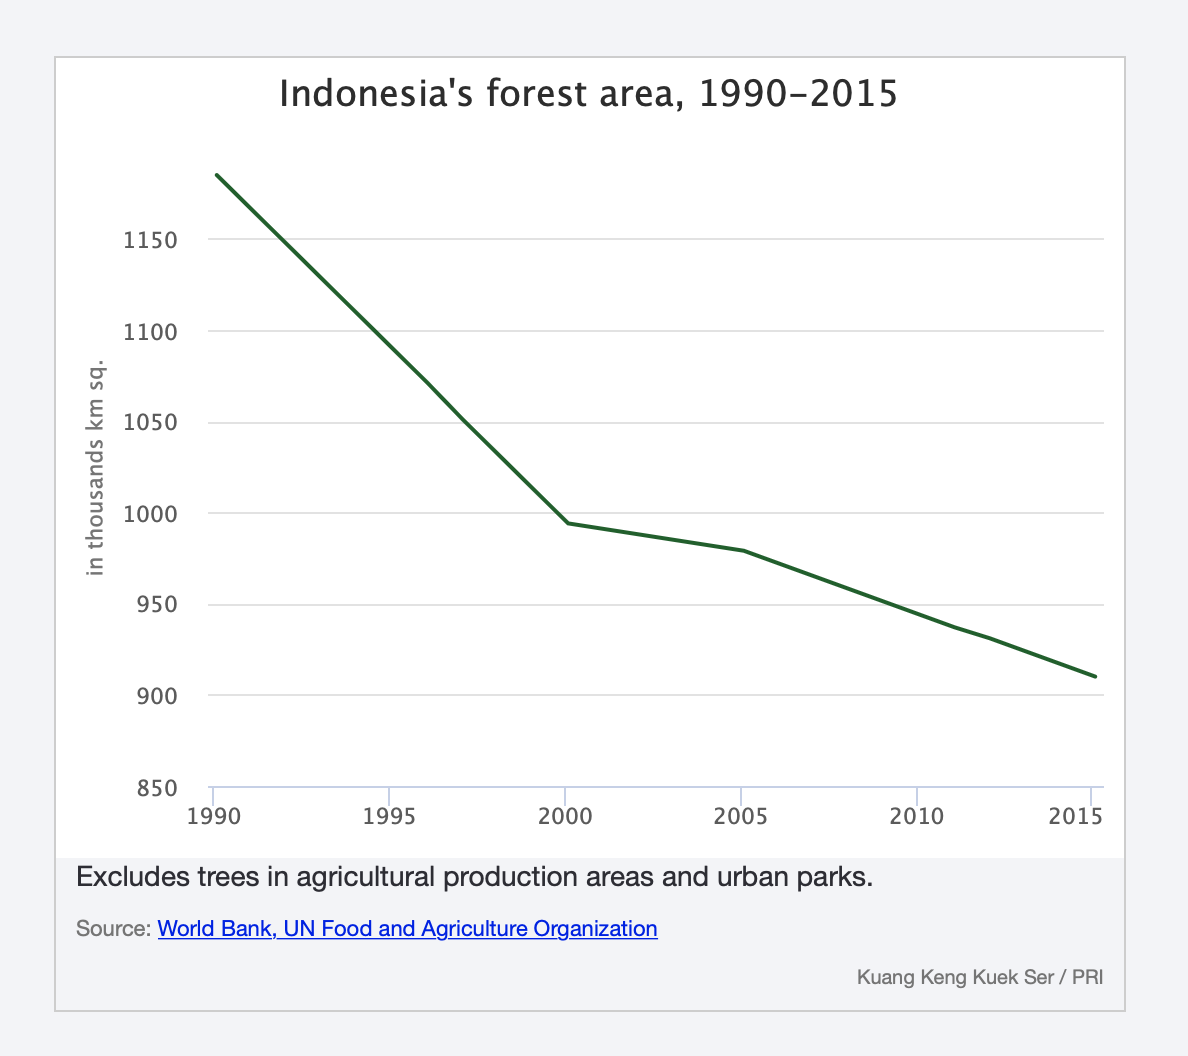 Indonesia's forest area, 1990–2015
in thousands km sq.
1150
1100
1050
1000
950
900
850
1990 1995 2000 2005 2010 2015
Excludes trees in agricultural production areas and urban parks.
Source: World Bank, UN Food and Agriculture Organization
Kuang Keng Kuek Ser / PRI